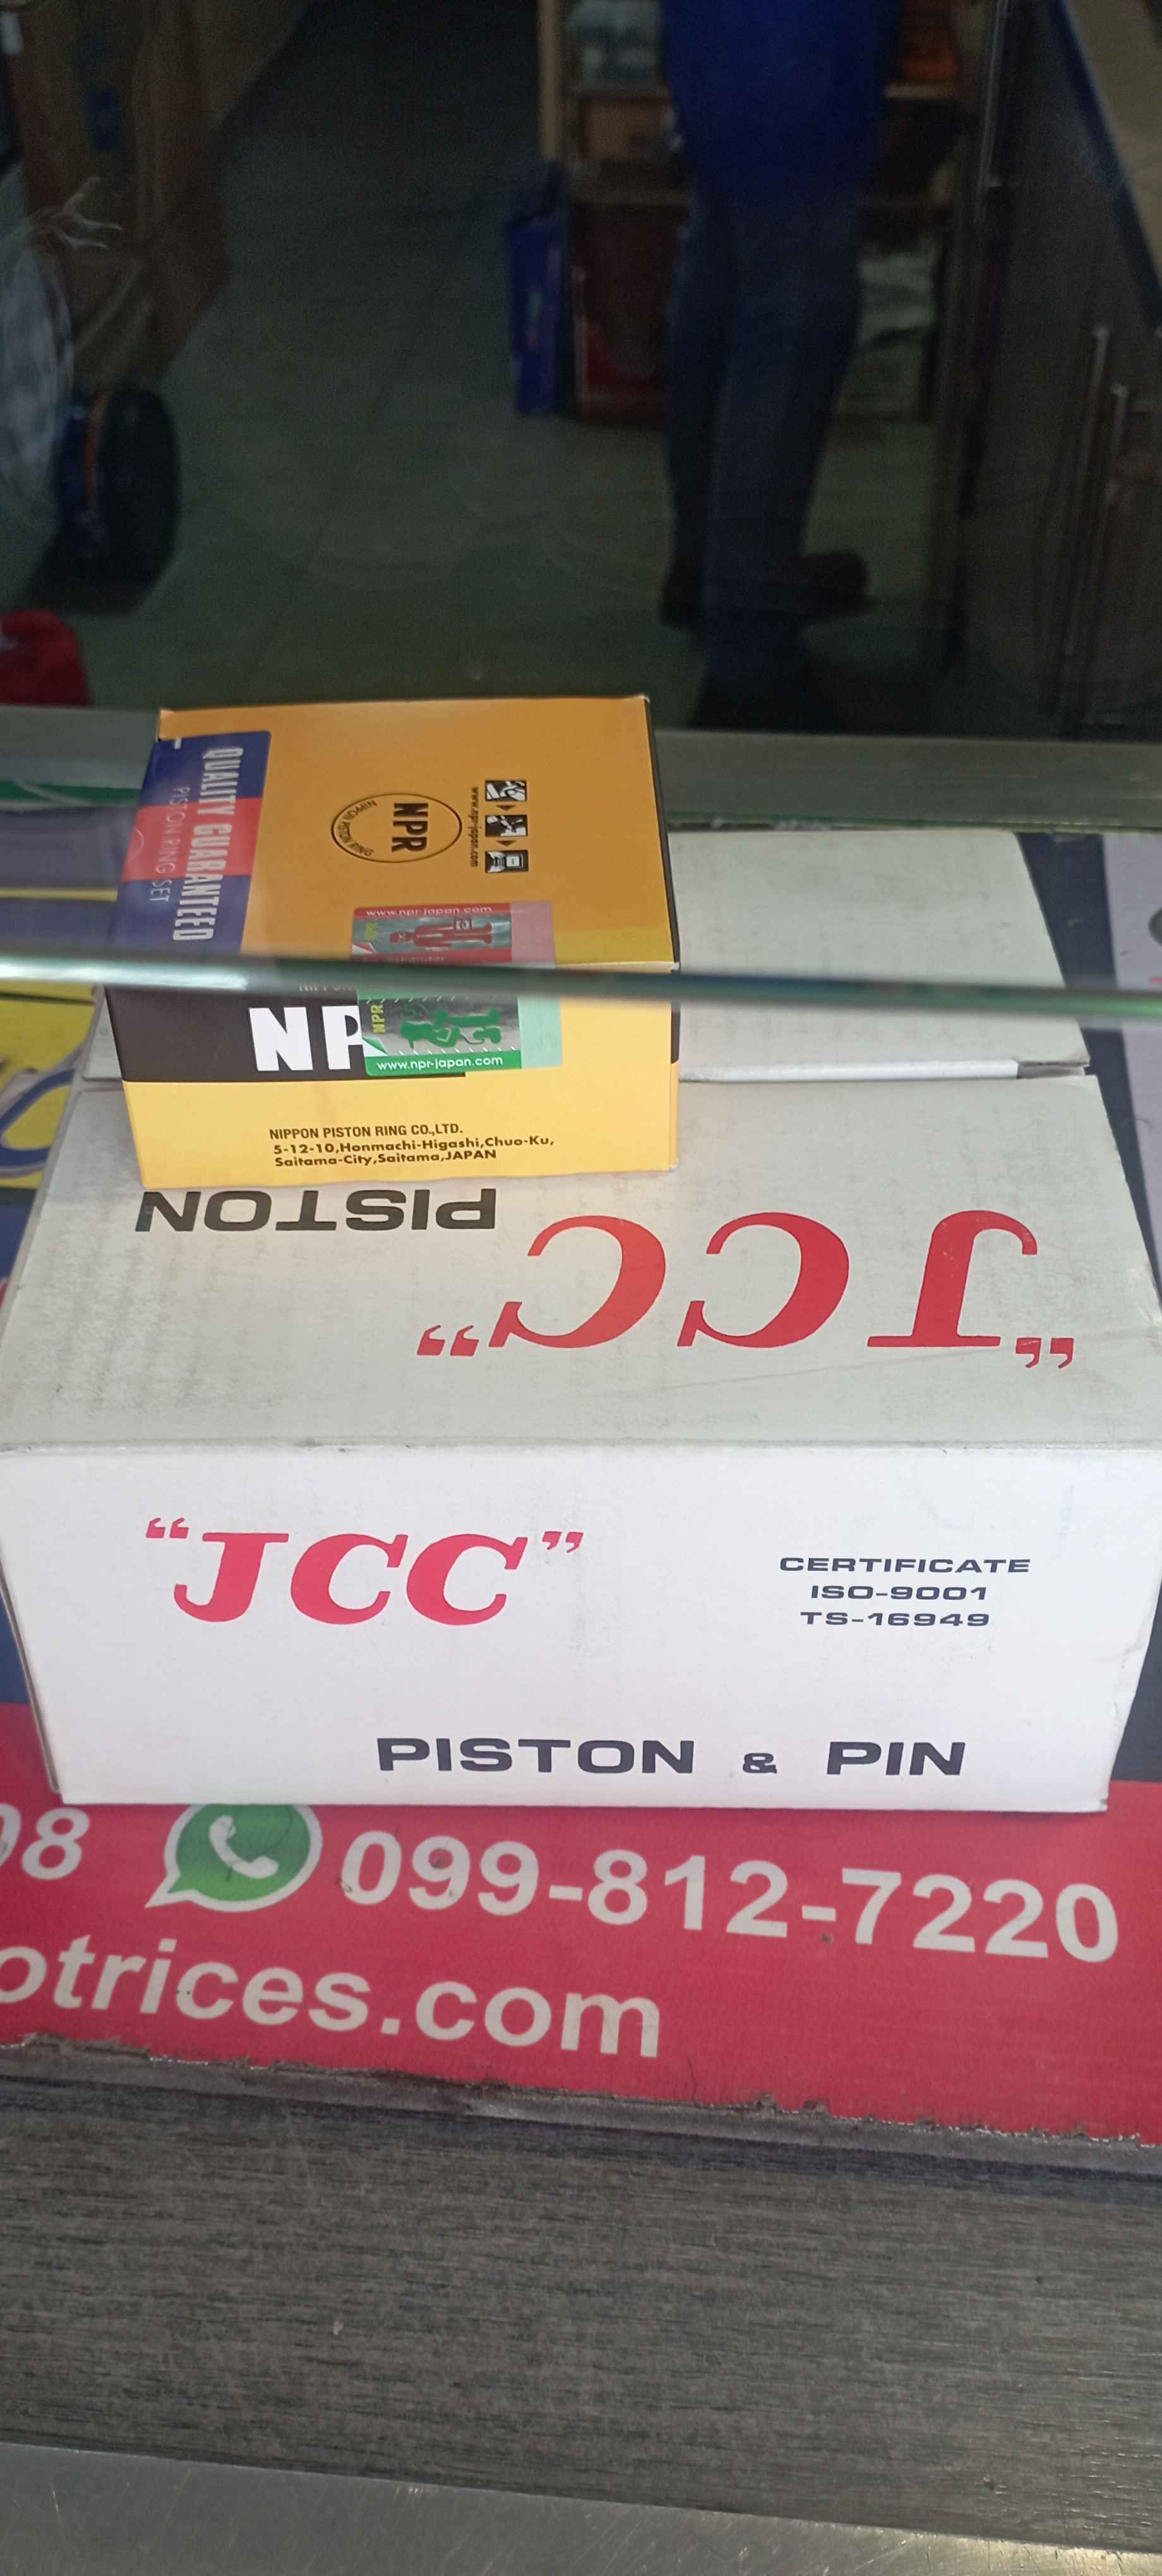 QUALITY GUARANTEED
PISTON RING SET
NPR
NIPPON PISTON RING
www.npr-japan.com
www.npr-japan.com
NPR
www.npr-japan.com
NIPPON PISTON RING CO.,LTD.
5-12-10,Honmachi-Higashi,Chuo-Ku,
Saitama-City,Saitama,JAPAN
PISTON
"JCC"
"JCC"
CERTIFICATE
ISO-9001
TS-16949
PISTON & PIN
08 099-812-7220
otrices.com